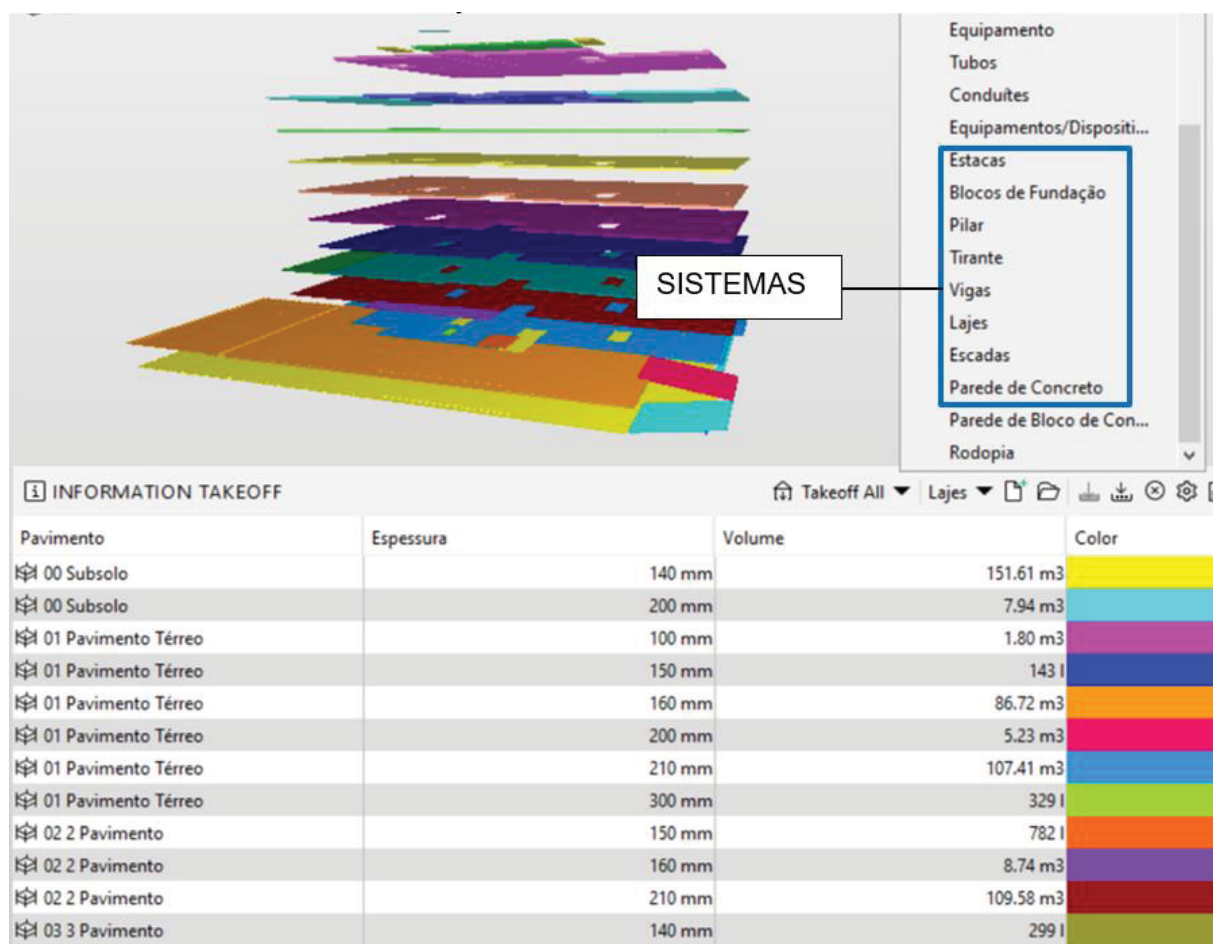 Equipamento
Tubos
Conduítes
Equipamentos/Dispositi...
Estacas
Blocos de Fundação
Pilar
Tirante
SISTEMAS
Vigas
Lajes
Escadas
Parede de Concreto
Parede de Bloco de Con...
Rodopia
INFORMATION TAKEOFF Takeoff All Lajes
Pavimento Espessura Volume Color
00 Subsolo 140 mm 151.61 m3
00 Subsolo 200 mm 7.94 m3
01 Pavimento Térreo 100 mm 1.80 m3
01 Pavimento Térreo 150 mm 143 l
01 Pavimento Térreo 160 mm 86.72 m3
01 Pavimento Térreo 200 mm 5.23 m3
01 Pavimento Térreo 210 mm 107.41 m3
01 Pavimento Térreo 300 mm 329 l
02 2 Pavimento 150 mm 782 l
02 2 Pavimento 160 mm 8.74 m3
02 2 Pavimento 210 mm 109.58 m3
03 3 Pavimento 140 mm 299 l